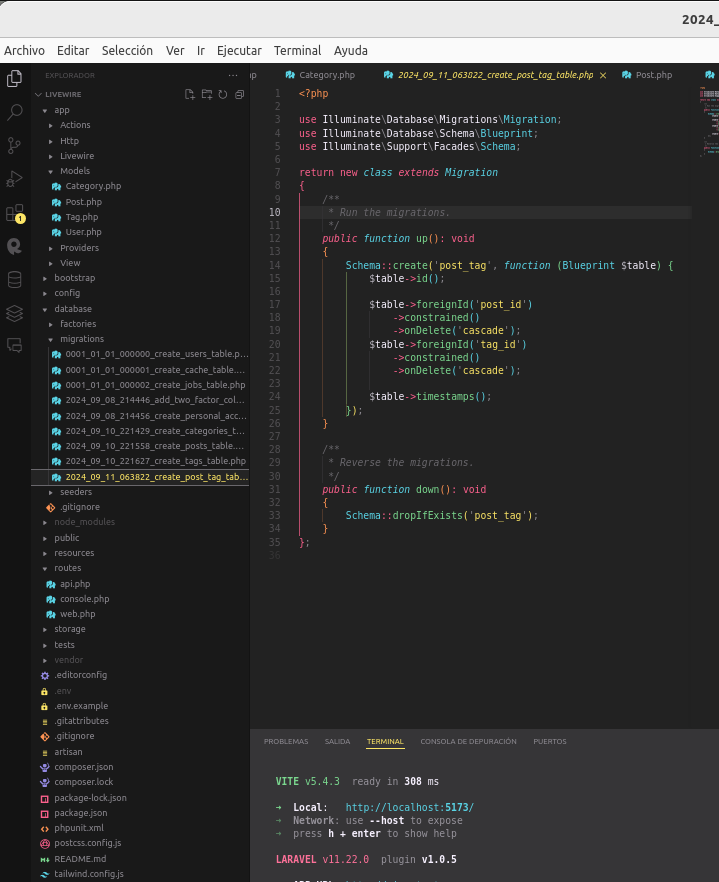 2024_
Archivo Editar Selección Ver Ir Ejecutar Terminal Ayuda
EXPLORADOR ···
LIVEWIRE
app
Actions
Http
Livewire
Models
Category.php
Post.php
Tag.php
User.php
Providers
View
bootstrap
config
database
factories
migrations
0001_01_01_000000_create_users_table.p...
0001_01_01_000001_create_cache_table....
0001_01_01_000002_create_jobs_table.php
2024_09_08_214446_add_two_factor_col...
2024_09_08_214456_create_personal_acc...
2024_09_10_221429_create_categories_t...
2024_09_10_221558_create_posts_table....
2024_09_10_221627_create_tags_table.php
2024_09_11_063822_create_post_tag_tab...
seeders
.gitignore
node_modules
public
resources
routes
api.php
console.php
web.php
storage
tests
vendor
.editorconfig
.env
.env.example
.gitattributes
.gitignore
artisan
composer.json
composer.lock
package-lock.json
package.json
phpunit.xml
postcss.config.js
README.md
tailwind.config.js
1
Category.php 2024_09_11_063822_create_post_tag_table.php × Post.php
1 <?php
2
3 use Illuminate\Database\Migrations\Migration;
4 use Illuminate\Database\Schema\Blueprint;
5 use Illuminate\Support\Facades\Schema;
6
7 return new class extends Migration
8 {
9 /**
10 * Run the migrations.
11 */
12 public function up(): void
13 {
14 Schema::create('post_tag', function (Blueprint $table) {
15 $table->id();
16
17 $table->foreignId('post_id')
18 ->constrained()
19 ->onDelete('cascade');
20 $table->foreignId('tag_id')
21 ->constrained()
22 ->onDelete('cascade');
23
24 $table->timestamps();
25 });
26 }
27
28 /**
29 * Reverse the migrations.
30 */
31 public function down(): void
32 {
33 Schema::dropIfExists('post_tag');
34 }
35 };
36
PROBLEMAS SALIDA TERMINAL CONSOLA DE DEPURACIÓN PUERTOS
VITE v5.4.3 ready in 308 ms
➜ Local: http://localhost:5173/
➜ Network: use --host to expose
➜ press h + enter to show help
LARAVEL v11.22.0 plugin v1.0.5